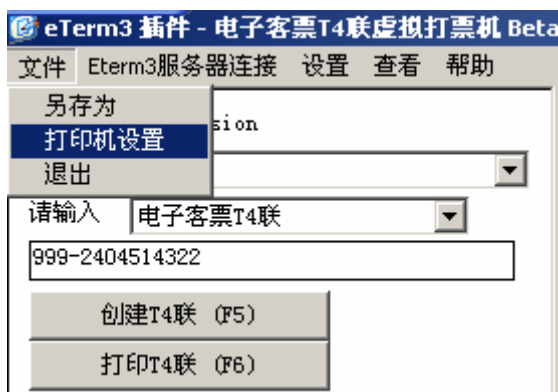 eTerm3 插件 - 电子客票T4联虚拟打票机 Beta
文件 Eterm3服务器连接 设置 查看 帮助
另存为
打印机设置
sion
退出
请输入 电子客票T4联
999-2404514322
创建T4联 (F5)
打印T4联 (F6)